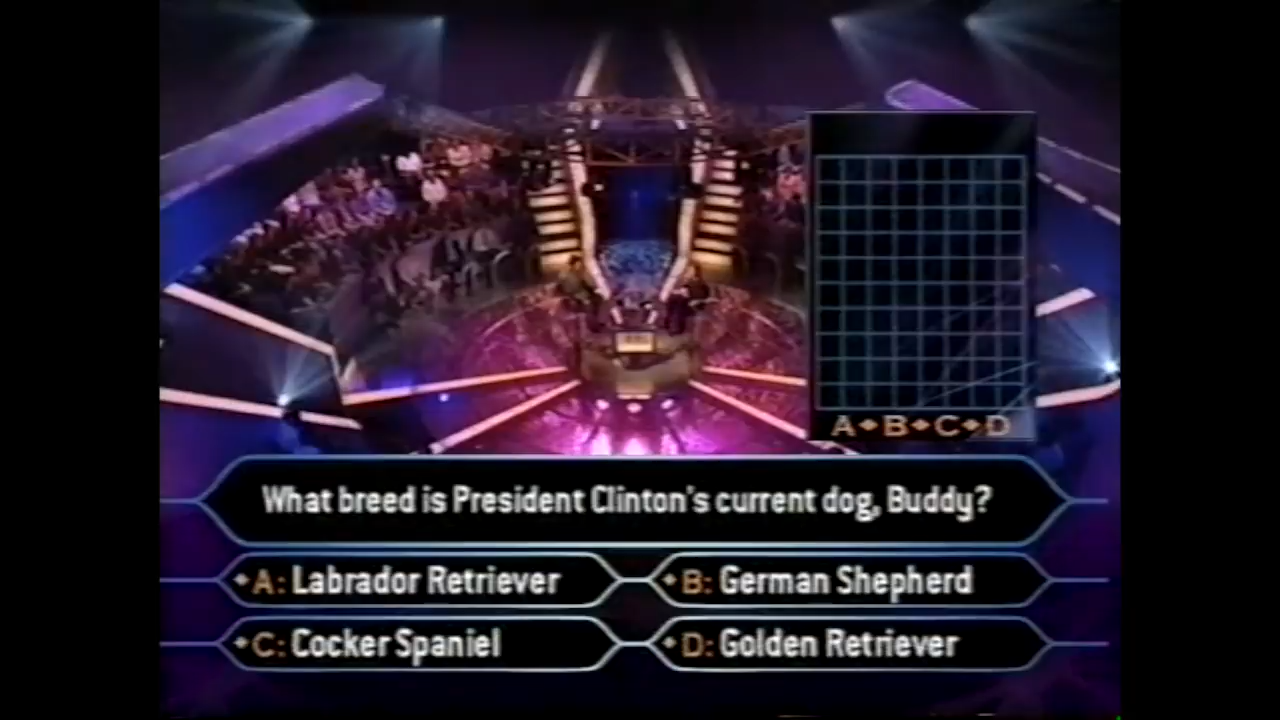 A◆B◆C◆D
What breed is President Clinton's current dog, Buddy?
◆A: Labrador Retriever
◆B: German Shepherd
◆C: Cocker Spaniel
◆D: Golden Retriever